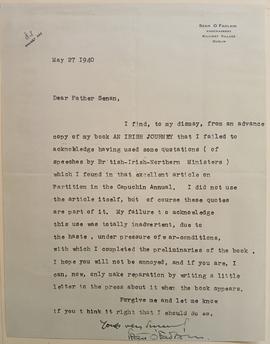 SEAN O FAOLAIN
KNOCKABERRY
KILLINEY VILLAGE
DUBLIN
May 27 1940
Dear Father Senan,
I find, to my dismay, from an advance
copy of my book AN IRISH JOURNEY that I failed to
acknowledge having used some quotations ( of
speeches by British-Irish-Northern Ministers )
which I found in that excellent article on
Partition in the Capuchin Annual. I did not use
the article itself, but of course these quotes
are part of it. My failure to acknowledge
this use was totally inadvertent, due to
the haste, under pressure of war-conditions,
with which I completed the preliminaries of the book .
I hope you will not be annoyed, and if you are, I
can, now, only make reparation by writing a little
letter to the press about it when the book appears.
Forgive me and let me know
if you think it right that I should do so.
Yours very sincerely
Sean O'Faolain